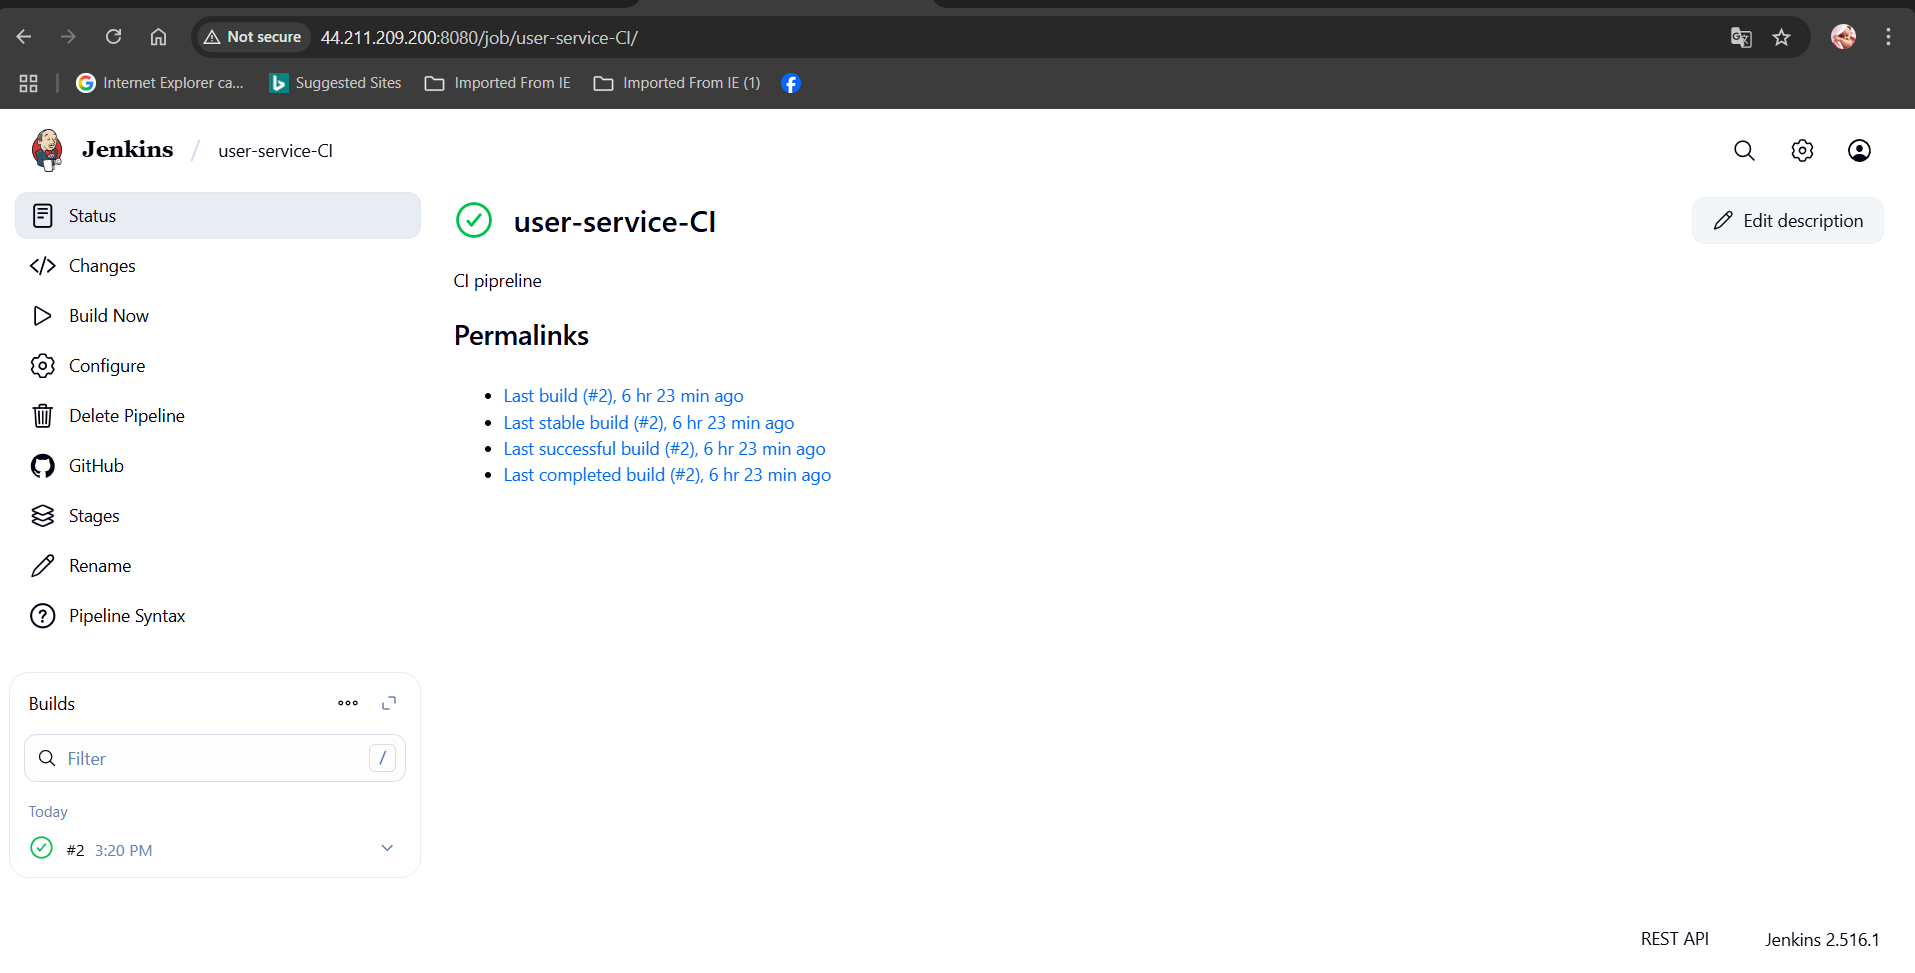 Not secure 44.211.209.200:8080/job/user-service-CI/
Internet Explorer ca... Suggested Sites Imported From IE Imported From IE (1)
Jenkins / user-service-CI
Status
Changes
Build Now
Configure
Delete Pipeline
GitHub
Stages
Rename
Pipeline Syntax
Builds
Filter /
Today
#2 3:20 PM
user-service-CI
Edit description
CI pipreline
Permalinks
Last build (#2), 6 hr 23 min ago
Last stable build (#2), 6 hr 23 min ago
Last successful build (#2), 6 hr 23 min ago
Last completed build (#2), 6 hr 23 min ago
REST API Jenkins 2.516.1